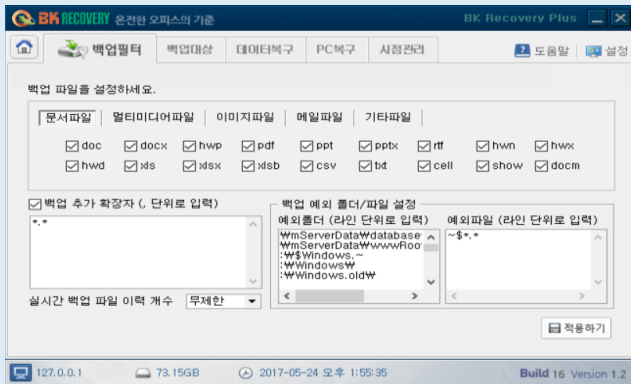 BK RECOVERY 온전한 오피스의 기준
BK Recovery Plus
백업필터 백업대상 데이터복구 PC복구 시점관리 도움말 설정
백업 파일을 설정하세요.
문서파일 멀티미디어파일 이미지파일 메일파일 기타파일
doc docx hwp pdf ppt pptx rtf hwn hwx
hwd xls xlsx xlsb csv txt cell show docm
백업 추가 확장자 (, 단위로 입력)
*.*
실시간 백업 파일 이력 개수 무제한
백업 예외 폴더/파일 설정
예외폴더 (라인 단위로 입력)
₩mServerData₩database
₩mServerData₩wwwRoo
:₩$Windows.~
:₩Windows₩
:₩Windows.old₩
예외파일 (라인 단위로 입력)
~$*.*
적용하기
127.0.0.1 73.15GB 2017-05-24 오후 1:55:35 Build 16 Version 1.2